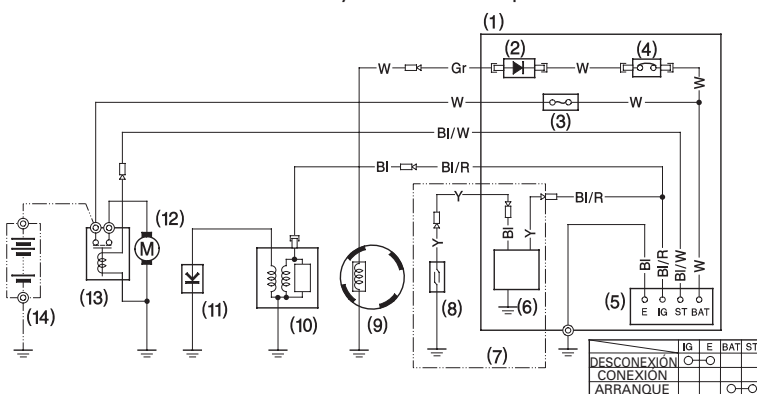 (1)
(2)
(4)
W
Gr
W
W
W
W
(3)
W
Bl/W
Bl
Bl/R
Bl/R
Y
Y
Bl
Y
Bl
Bl/R
Bl/W
W
(12)
M
(13)
(14)
(11)
(10)
(9)
(8)
(6)
(7)
(5)
E IG ST BAT
IG E BAT ST
DESCONEXIÓN
CONEXIÓN
ARRANQUE